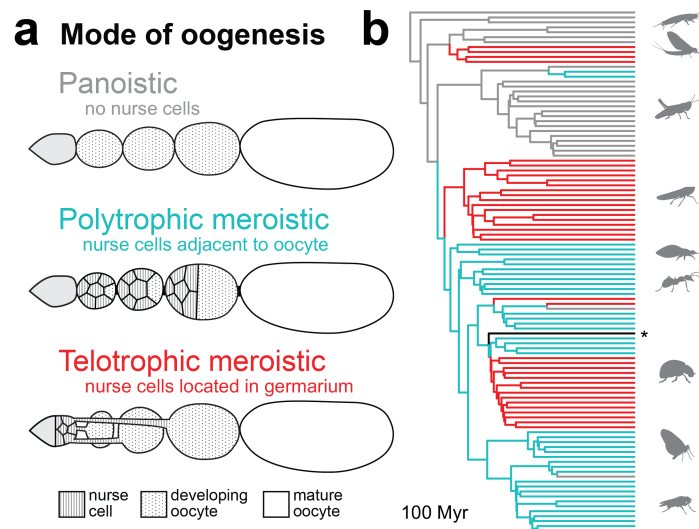 a Mode of oogenesis
Panoistic
no nurse cells
Polytrophic meroistic
nurse cells adjacent to oocyte
Telotrophic meroistic
nurse cells located in germarium
nurse
cell
developing
oocyte
mature
oocyte
b
*
100 Myr